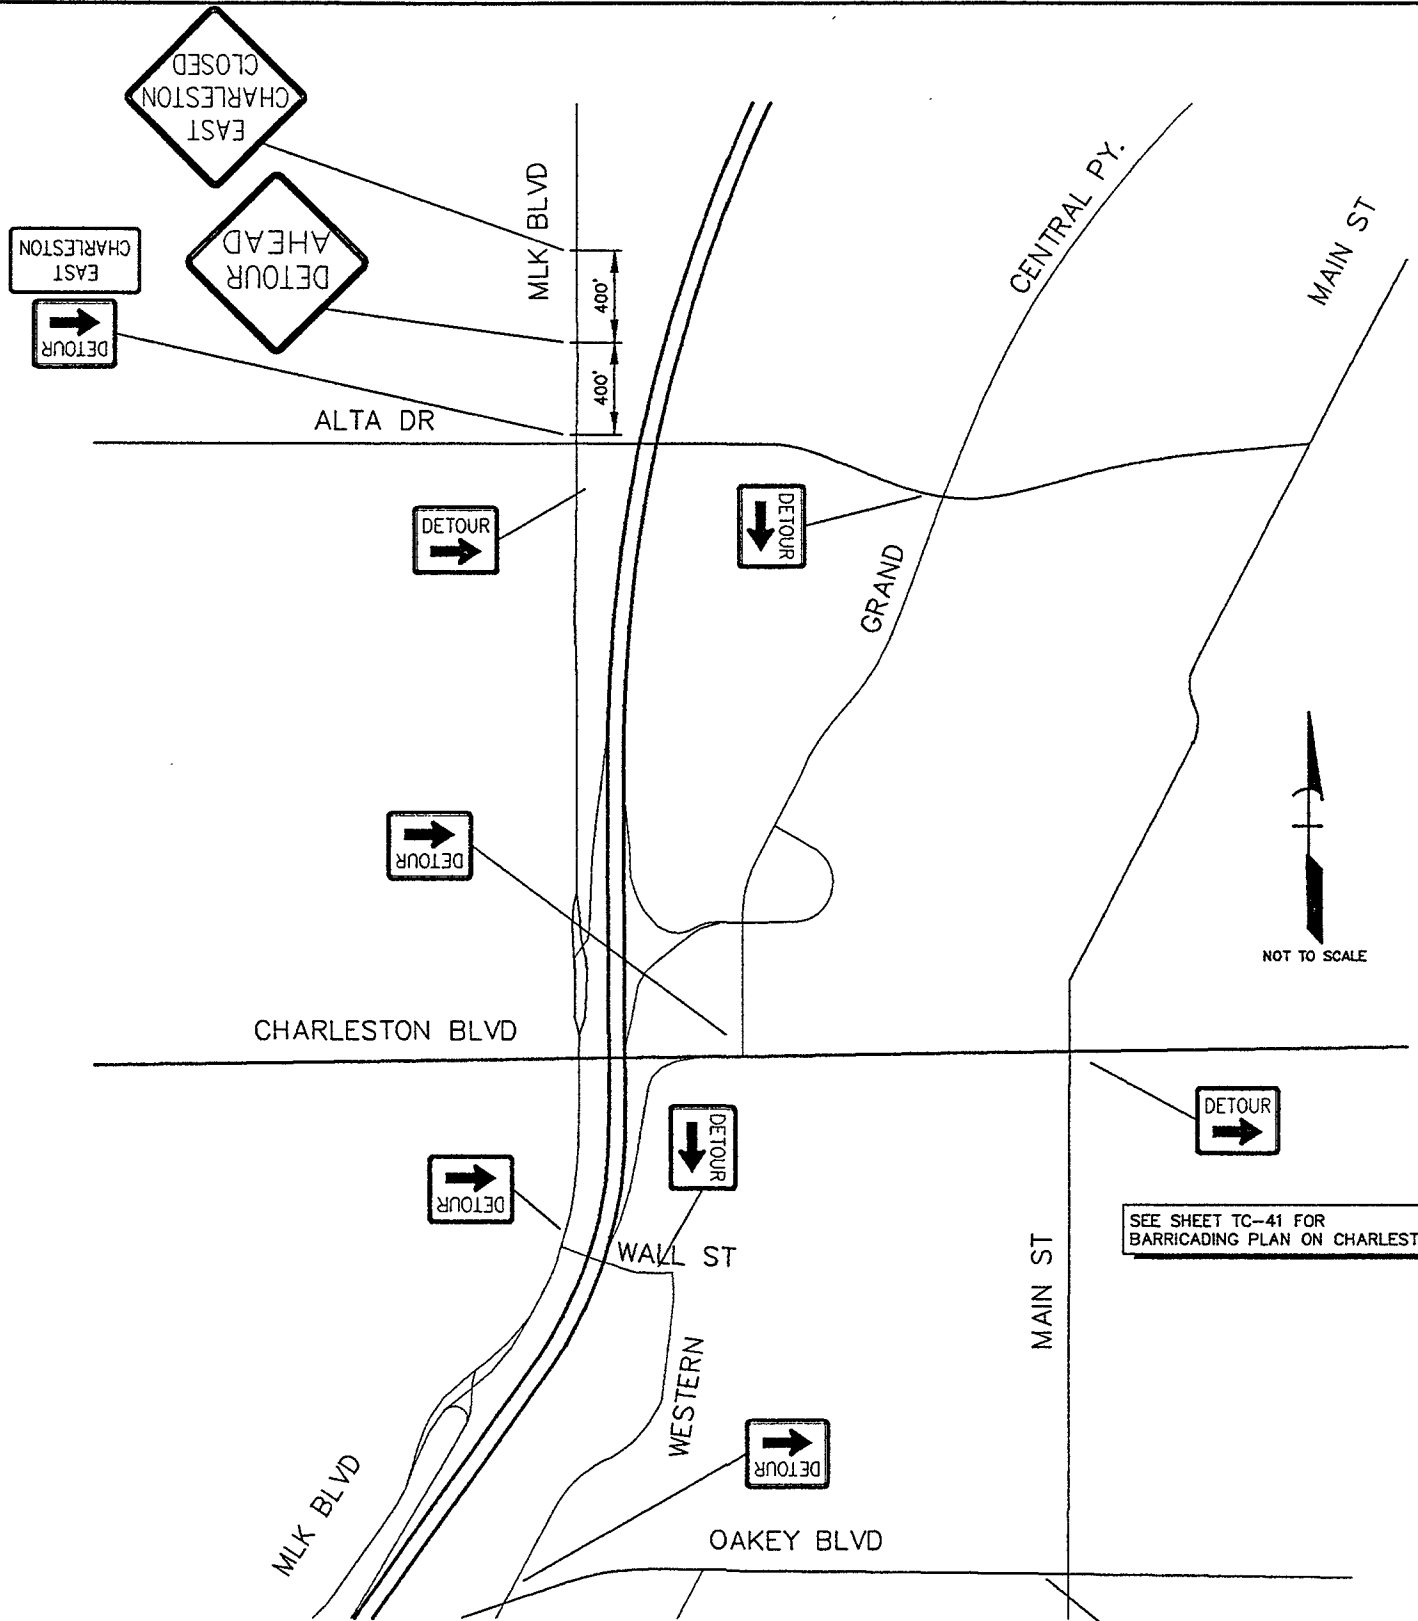 EAST
CHARLESTON
CLOSED
DETOUR
AHEAD
EAST
CHARLESTON
DETOUR
MLK BLVD
400'
400'
CENTRAL PY.
MAIN ST
ALTA DR
DETOUR
DETOUR
GRAND
DETOUR
NOT TO SCALE
CHARLESTON BLVD
DETOUR
DETOUR
DETOUR
WALL ST
SEE SHEET TC-41 FOR
BARRICADING PLAN ON CHARLEST
MAIN ST
WESTERN
DETOUR
MLK BLVD
OAKEY BLVD